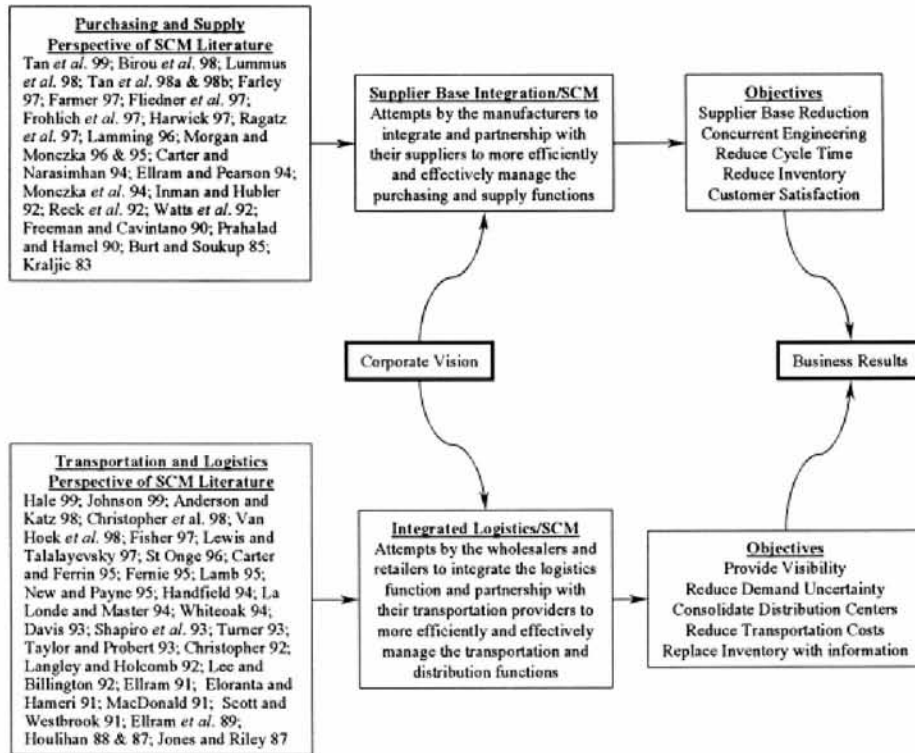 Purchasing and Supply
Perspective of SCM Literature
Tan et al. 99; Birou et al. 98; Lummus
et al. 98; Tan et al. 98a & 98b; Farley
97; Farmer 97; Fliedner et al. 97;
Frohlich et al. 97; Harwick 97; Ragatz
et al. 97; Lamming 96; Morgan and
Monczka 96 & 95; Carter and
Narasimhan 94; Ellram and Pearson 94;
Monczka et al. 94; Inman and Hubler
92; Reck et al. 92; Watts et al. 92;
Freeman and Cavintano 90; Prahalad
and Hamel 90; Burt and Soukup 85;
Kraljic 83
Supplier Base Integration/SCM
Attempts by the manufacturers to
integrate and partnership with
their suppliers to more efficiently
and effectively manage the
purchasing and supply functions
Objectives
Supplier Base Reduction
Concurrent Engineering
Reduce Cycle Time
Reduce Inventory
Customer Satisfaction
Corporate Vision
Business Results
Transportation and Logistics
Perspective of SCM Literature
Hale 99; Johnson 99; Anderson and
Katz 98; Christopher et al. 98; Van
Hoek et al. 98; Fisher 97; Lewis and
Talalayevsky 97; St Onge 96; Carter
and Ferrin 95; Fernie 95; Lamb 95;
New and Payne 95; Handfield 94; La
Londe and Master 94; Whiteoak 94;
Davis 93; Shapiro et al. 93; Turner 93;
Taylor and Probert 93; Christopher 92;
Langley and Holcomb 92; Lee and
Billington 92; Ellram 91; Eloranta and
Hameri 91; MacDonald 91; Scott and
Westbrook 91; Ellram et al. 89;
Houlihan 88 & 87; Jones and Riley 87
Integrated Logistics/SCM
Attempts by the wholesalers and
retailers to integrate the logistics
function and partnership with
their transportation providers to
more efficiently and effectively
manage the transportation and
distribution functions
Objectives
Provide Visibility
Reduce Demand Uncertainty
Consolidate Distribution Centers
Reduce Transportation Costs
Replace Inventory with information